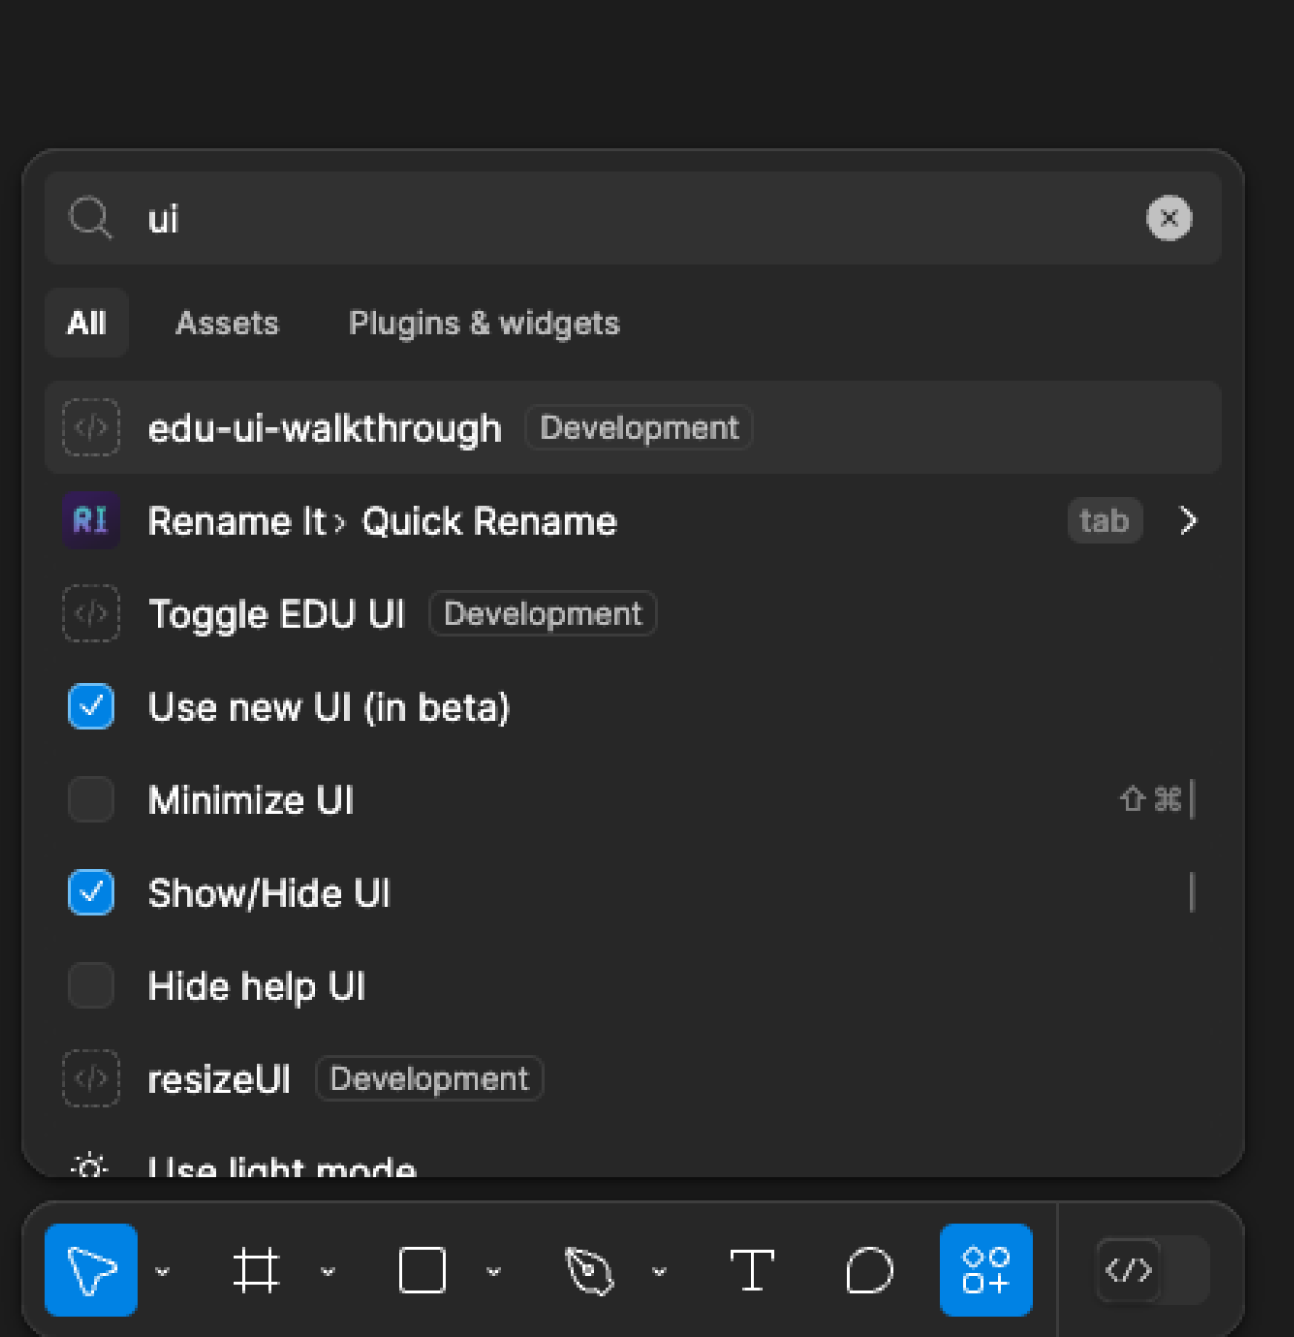 ui
All Assets Plugins & widgets
edu-ui-walkthrough Development
RI Rename It › Quick Rename tab
Toggle EDU UI Development
Use new UI (in beta)
Minimize UI ⇧⌘|
Show/Hide UI |
Hide help UI
resizeUI Development
Use light mode